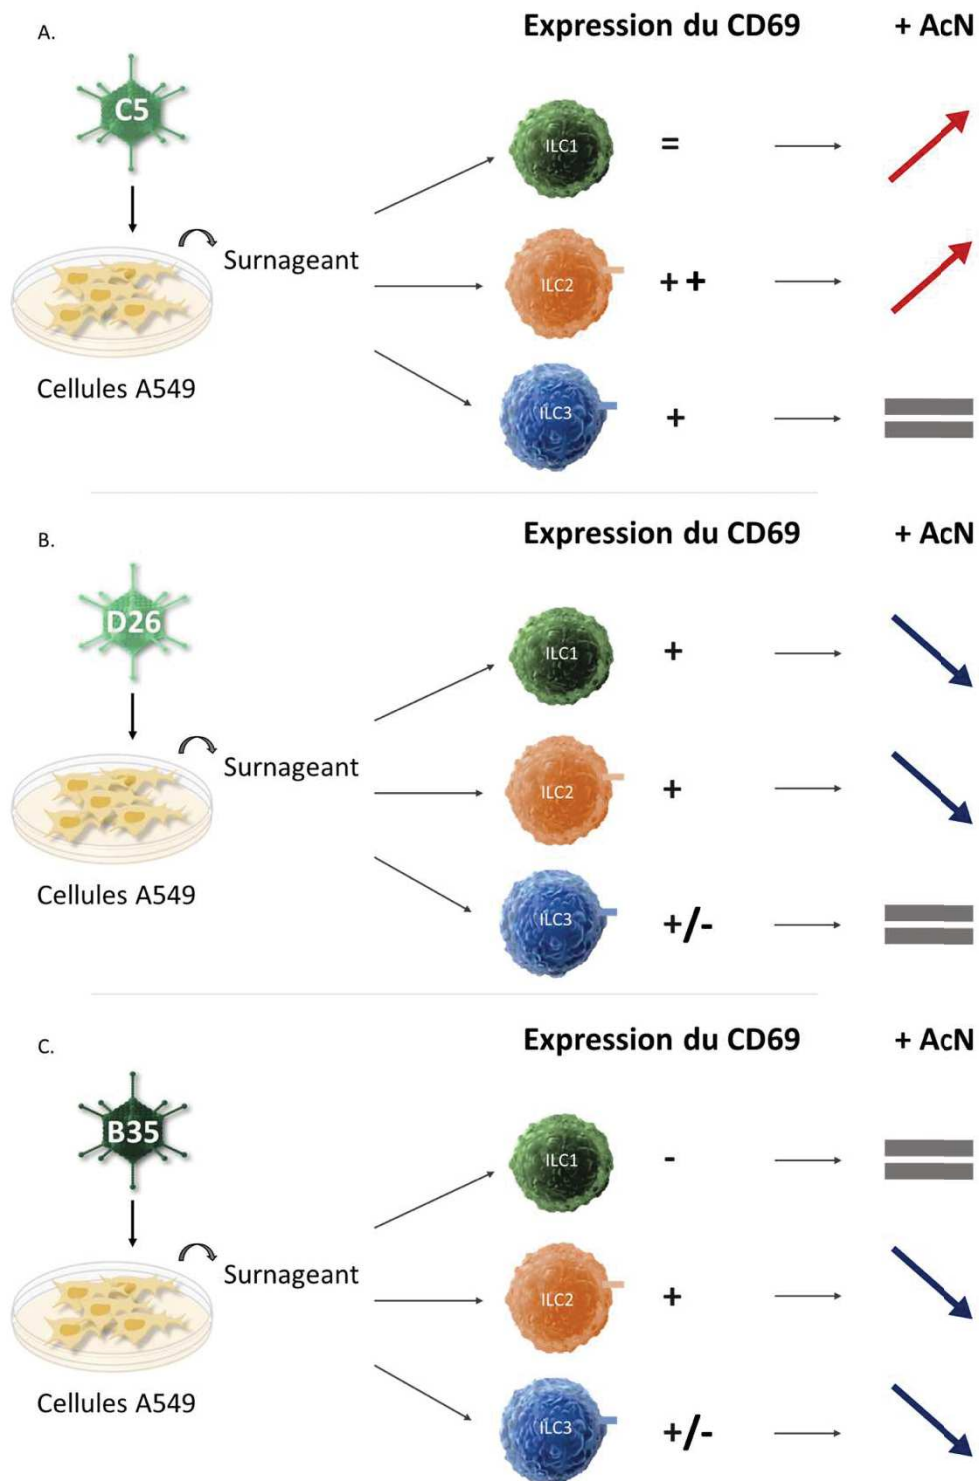 A.
Expression du CD69 + AcN
C5
ILC1 =
Surnageant
ILC2 ++
Cellules A549
ILC3 +
B.
Expression du CD69 + AcN
D26
ILC1 +
Surnageant
ILC2 +
Cellules A549
ILC3 +/-
C.
Expression du CD69 + AcN
B35
ILC1 -
Surnageant
ILC2 +
Cellules A549
ILC3 +/-